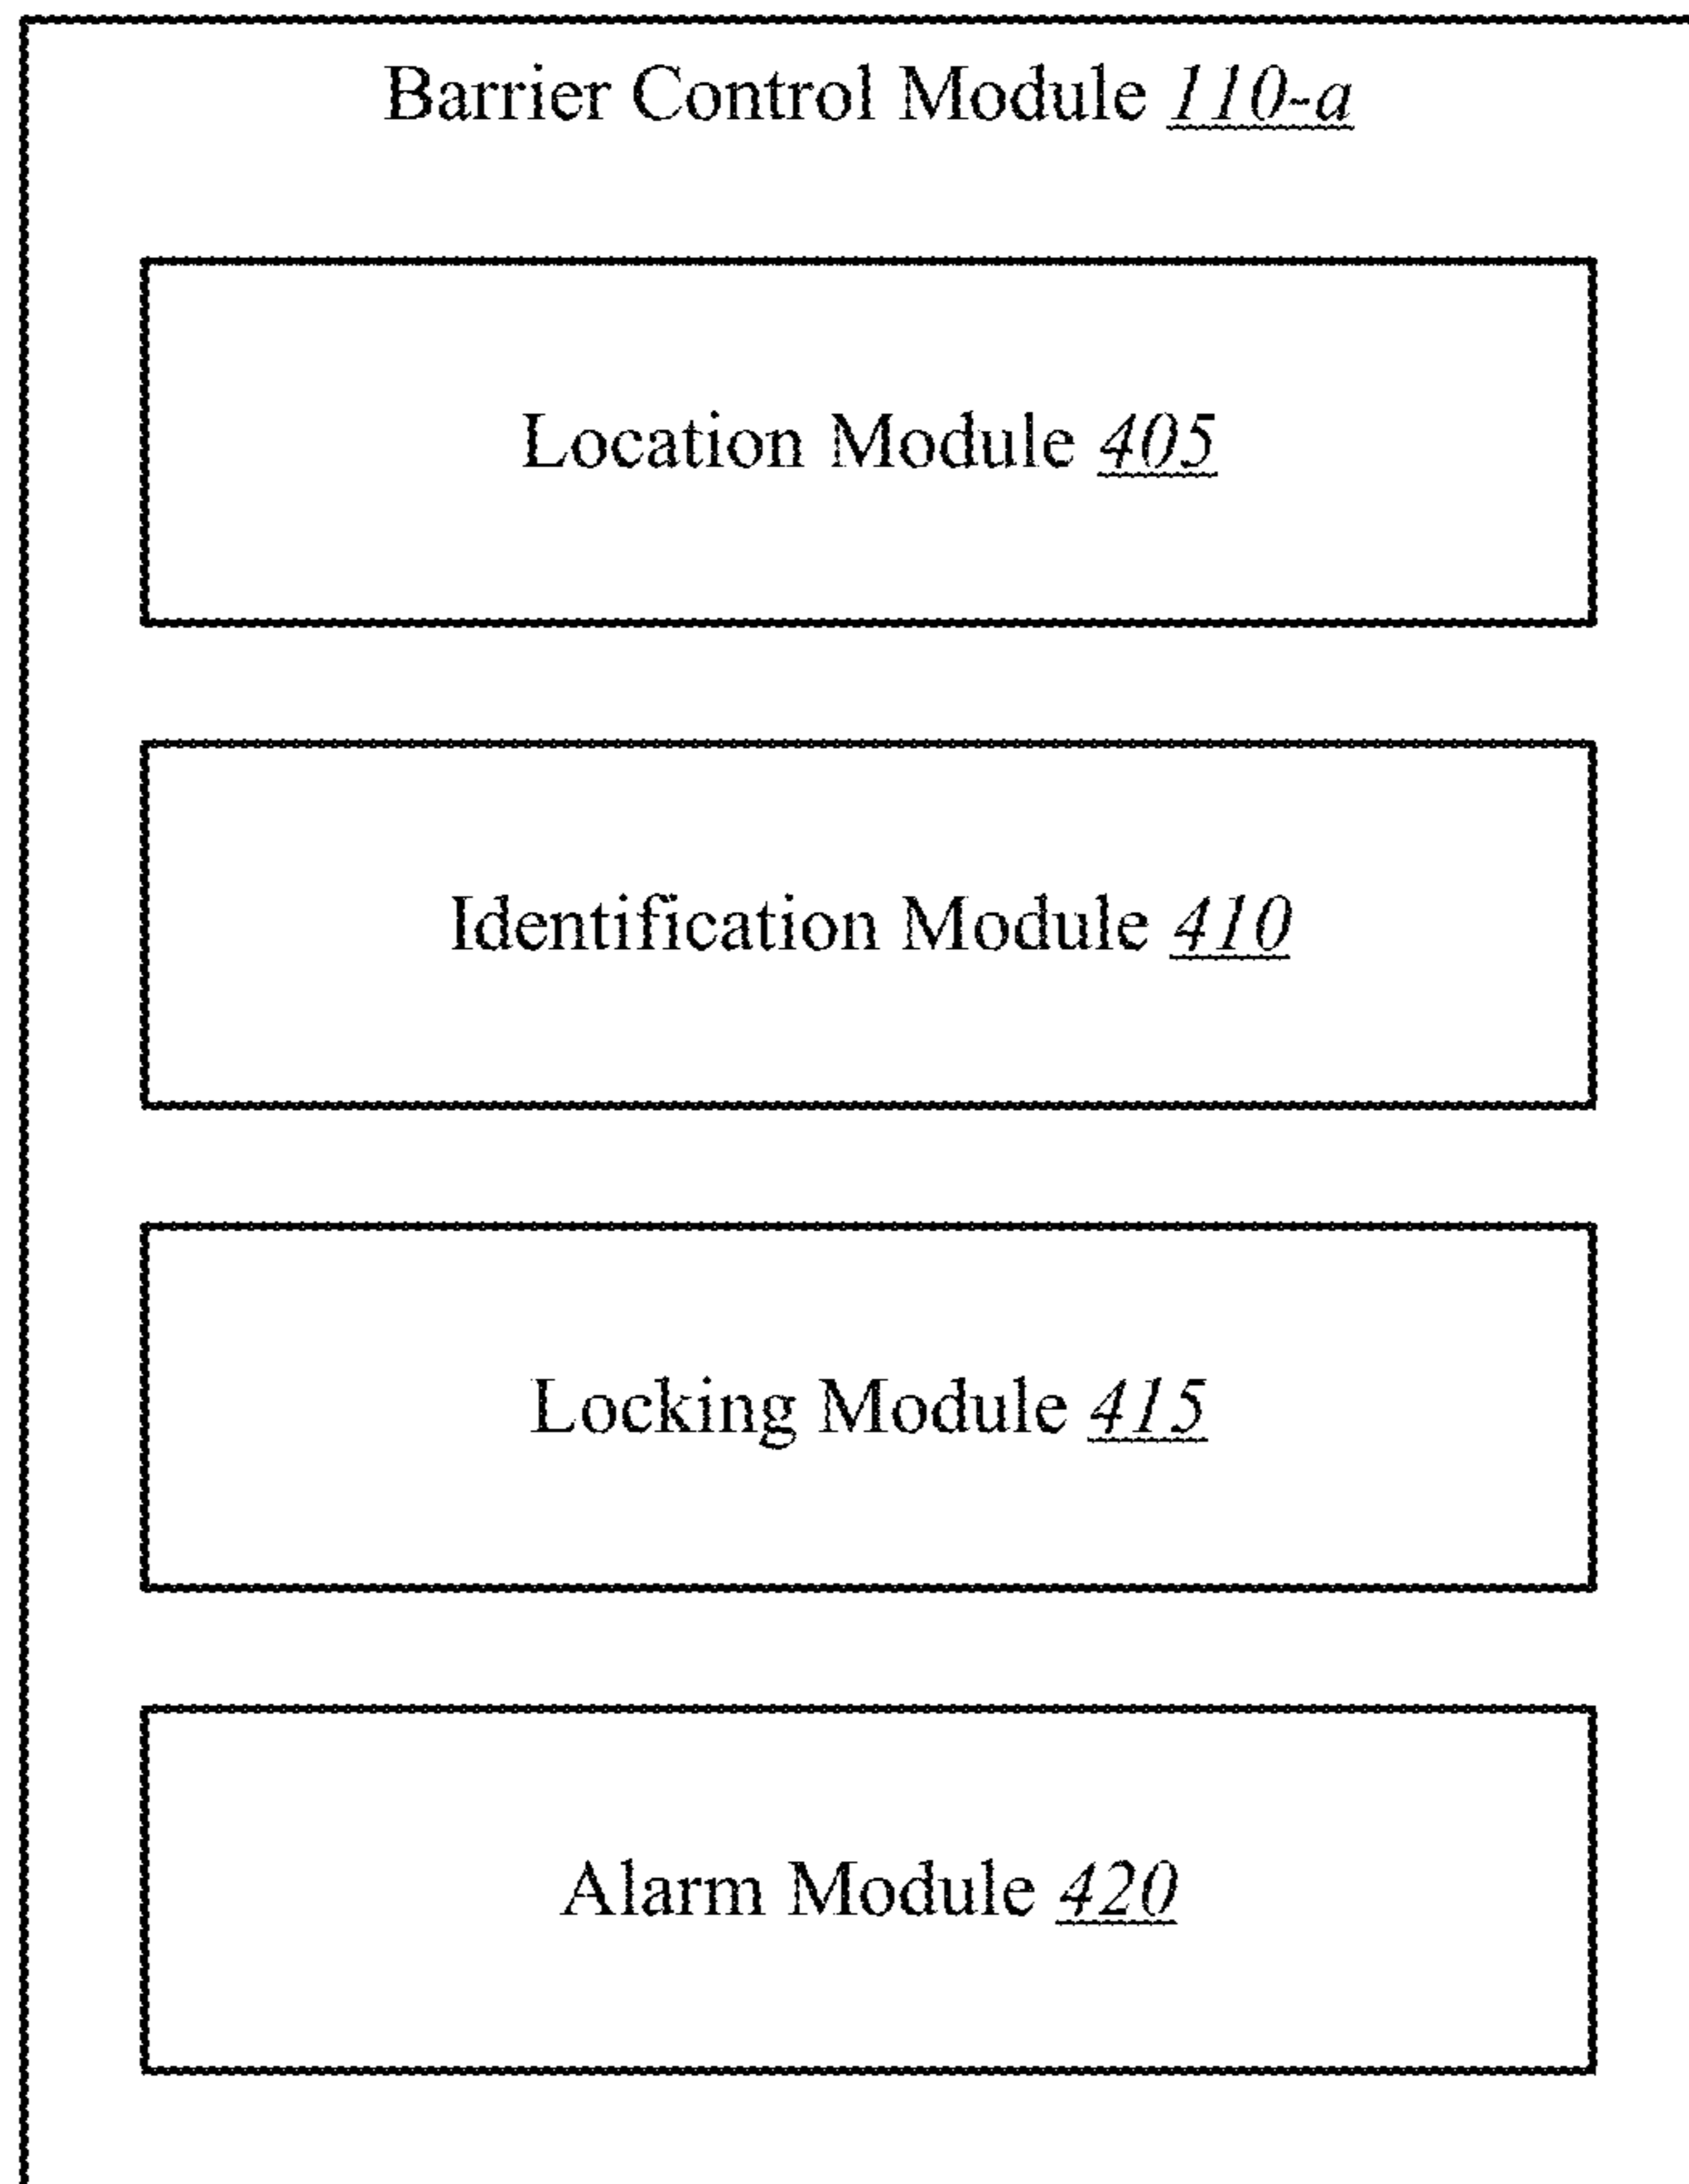 Barrier Control Module 110-a
Location Module 405
Identification Module 410
Locking Module 415
Alarm Module 420